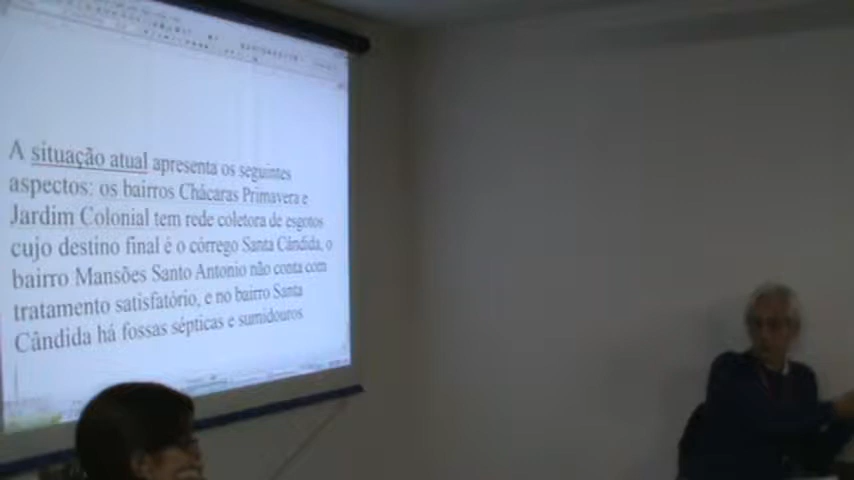 A situação atual apresenta os seguintes
aspectos: os bairros Chácaras Primavera e
Jardim Colonial tem rede coletora de esgotos
cujo destino final é o córrego Santa Cândida, o
bairro Mansões Santo Antonio não conta com
tratamento satisfatório, e no bairro Santa
Cândida há fossas sépticas e sumidouros